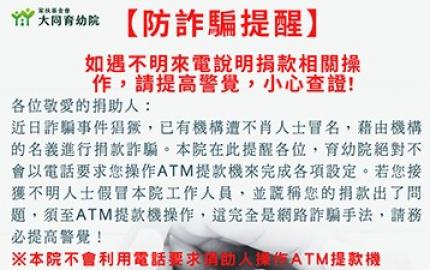 家扶基金會
大同育幼院
【防詐騙提醒】
如遇不明來電說明捐款相關操
作，請提高警覺，小心查證!
各位敬愛的捐助人：
近日詐騙事件猖獗，已有機構遭不肖人士冒名，藉由機構
的名義進行捐款詐騙。本院在此提醒各位，育幼院絕對不
會以電話要求您操作ATM提款機來完成各項設定。若您接
獲不明人士假冒本院工作人員，並謊稱您的捐款出了問
題，須至ATM提款機操作，這完全是網路詐騙手法，請務
必提高警覺！
※本院不會利用電話要求捐助人操作ATM提款機